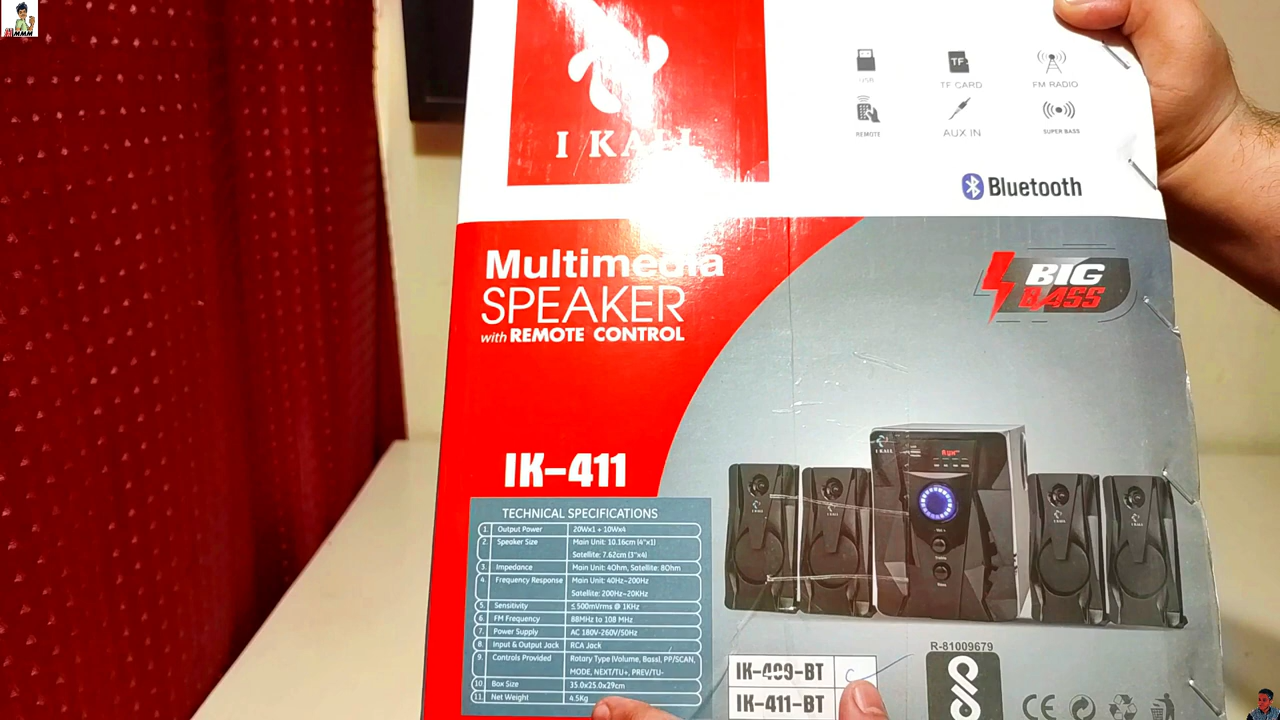 I KALL
USB
TF
TF CARD
FM RADIO
REMOTE
AUX IN
SUPER BASS
Bluetooth
Multimedia
SPEAKER
with REMOTE CONTROL
BIG
BASS
IK-411
TECHNICAL SPECIFICATIONS
1. Output Power 20Wx1 + 10Wx4
2. Speaker Size Main Unit: 10.16cm (4"x1)
Satellite: 7.62cm (3"x4)
3. Impedance Main Unit: 4Ohm, Satellite: 8Ohm
4. Frequency Response Main Unit: 40Hz~200Hz
Satellite: 200Hz~20KHz
5. Sensitivity ≤500mVrms @ 1KHz
6. FM Frequency 88MHz to 108 MHz
7. Power Supply AC 180V-260V/50Hz
8. Input & Output Jack RCA Jack
9. Controls Provided Rotary Type (Volume, Bass), PP/SCAN,
MODE, NEXT/TU+, PREV/TU-
10. Box Size 35.0x25.0x29cm
11. Net Weight 4.5Kg
I KALL
R-81009679
IK-409-BT
IK-411-BT
CE